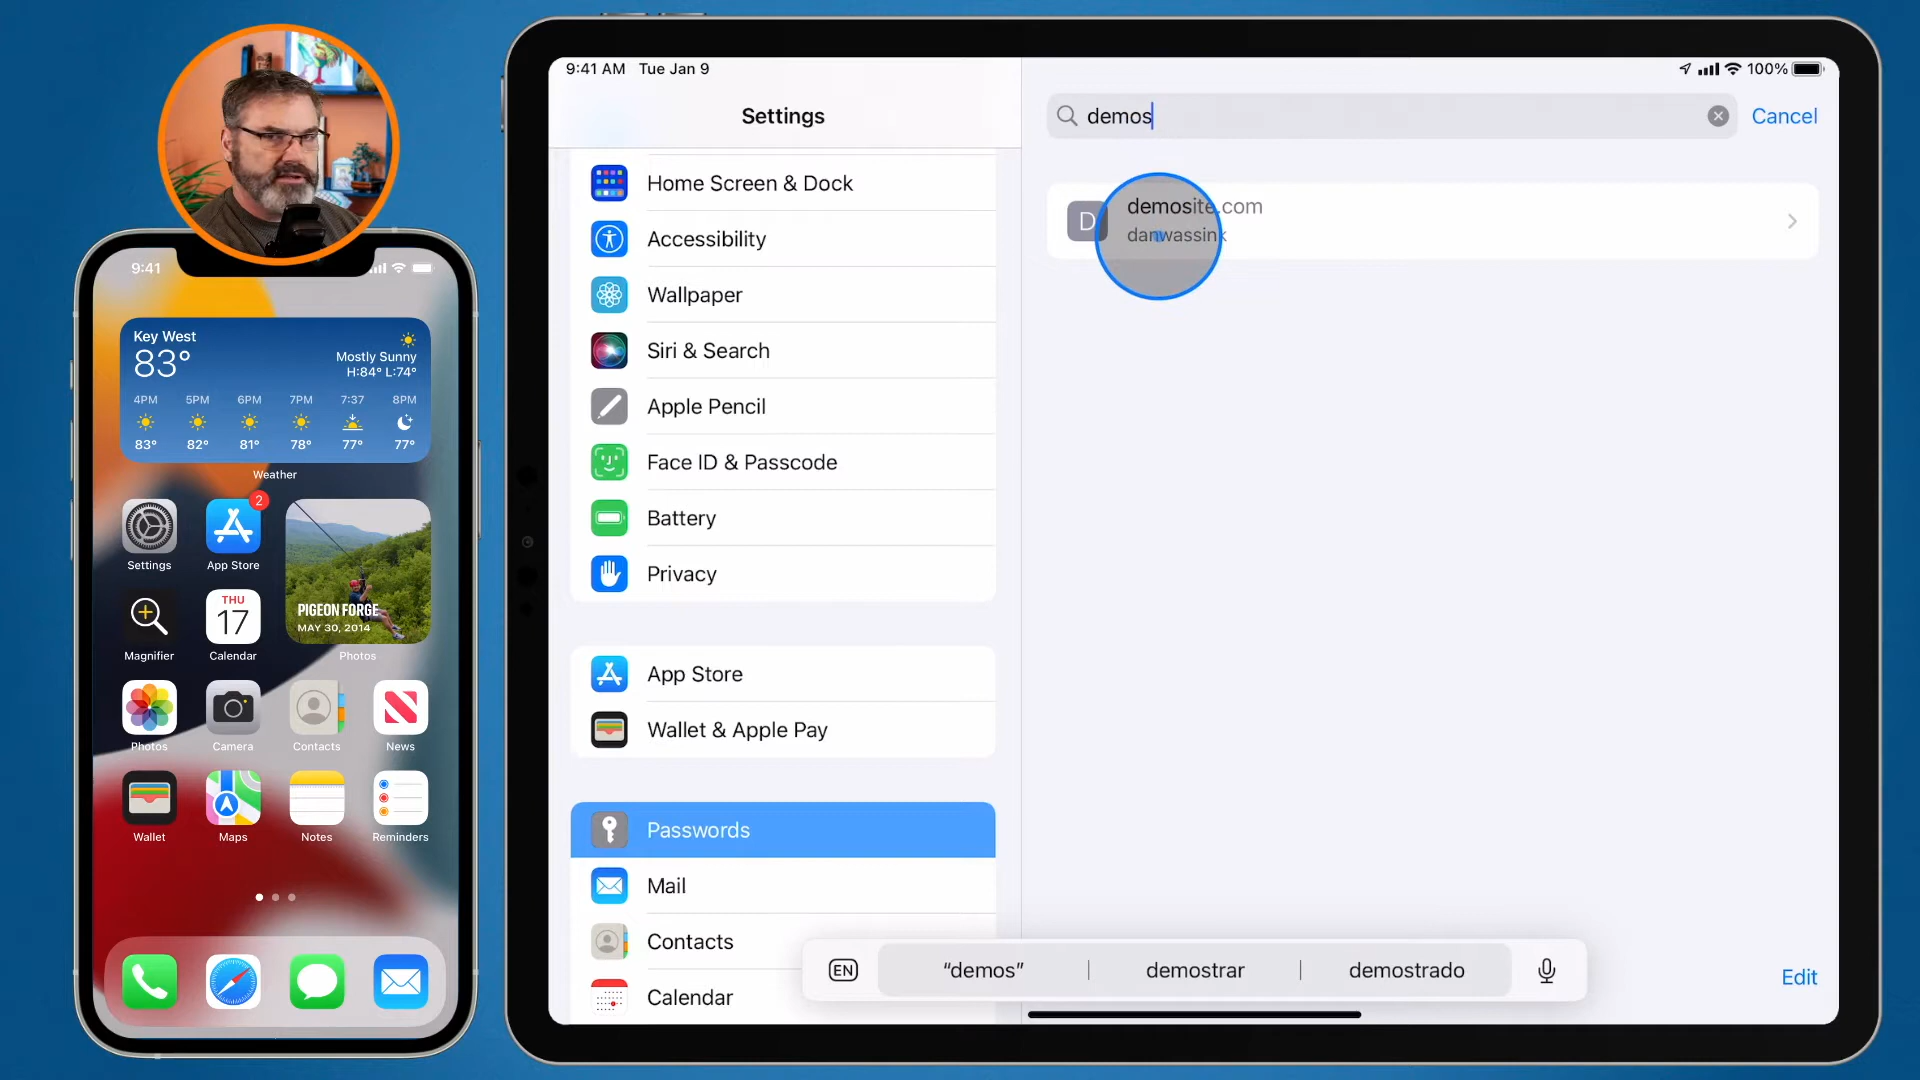 9:41
Key West
83°
Mostly Sunny
H:84° L:74°
4PM 5PM 6PM 7PM 7:37 8PM
83° 82° 81° 78° 77° 77°
Weather
2
Settings
App Store
PIGEON FORGE
MAY 30, 2014
THU
17
Magnifier
Calendar
Photos
Photos
Camera
Contacts
News
Wallet
Maps
Notes
Reminders
9:41 AM Tue Jan 9
100%
Settings
Home Screen & Dock
Accessibility
Wallpaper
Siri & Search
Apple Pencil
Face ID & Passcode
Battery
Privacy
App Store
Wallet & Apple Pay
Passwords
Mail
Contacts
Calendar
demos
Cancel
D
demosite.com
danwassink
EN
“demos”
demostrar
demostrado
Edit